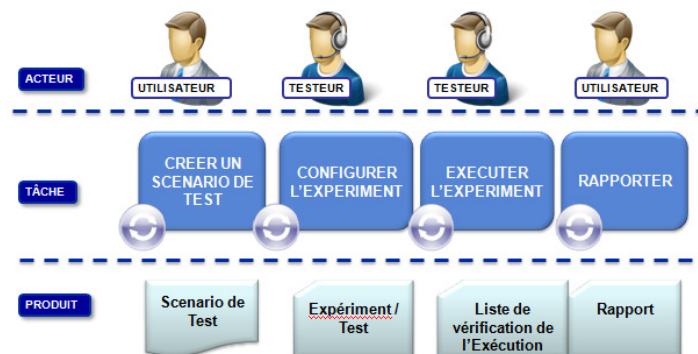 ACTEUR
UTILISATEUR
TESTEUR
TESTEUR
UTILISATEUR
TÂCHE
CREER UN
SCENARIO DE
TEST
CONFIGURER
L'EXPERIMENT
EXECUTER
L'EXPERIMENT
RAPPORTER
PRODUIT
Scenario de
Test
Expériment /
Test
Liste de
vérification de
l'Exécution
Rapport